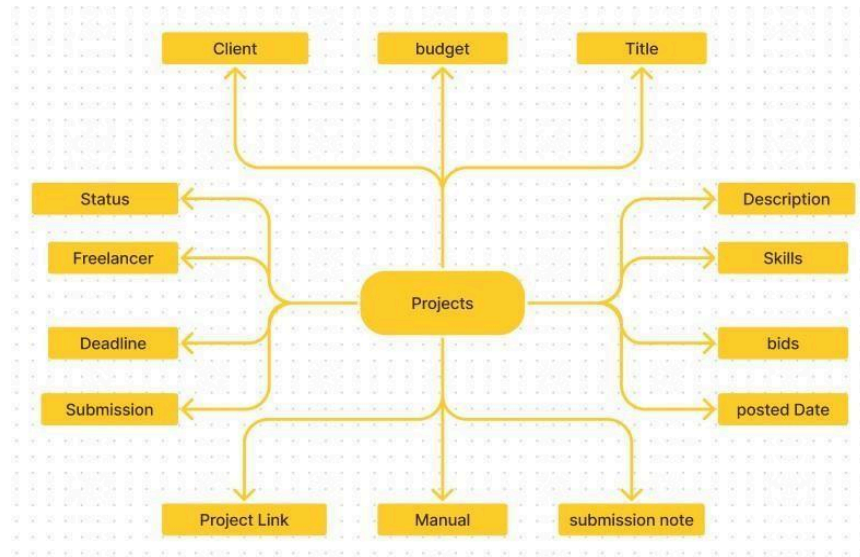 Client
budget
Title
Status
Description
Freelancer
Skills
Projects
Deadline
bids
Submission
posted Date
Project Link
Manual
submission note